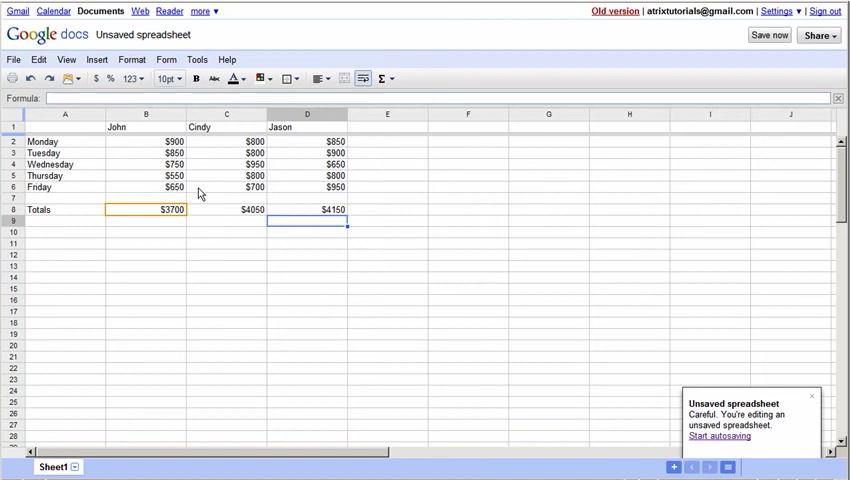 Gmail Calendar Documents Web Reader more ▼ Old version | atrixtutorials@gmail.com | Settings ▼ | Sign out
Google docs Unsaved spreadsheet Save now Share
File Edit View Insert Format Form Tools Help
$ % 123 10pt B Abc A Σ
Formula:
A B C D E F G H I J
1 John Cindy Jason
2 Monday $900 $800 $850
3 Tuesday $850 $800 $900
4 Wednesday $750 $950 $650
5 Thursday $550 $800 $800
6 Friday $650 $700 $950
7
8 Totals $3700 $4050 $4150
9
10
11
12
13
14
15
16
17
18
19
20
21
22
23
24
25
26
27
28
Unsaved spreadsheet
Careful. You're editing an
unsaved spreadsheet.
Start autosaving
Sheet1